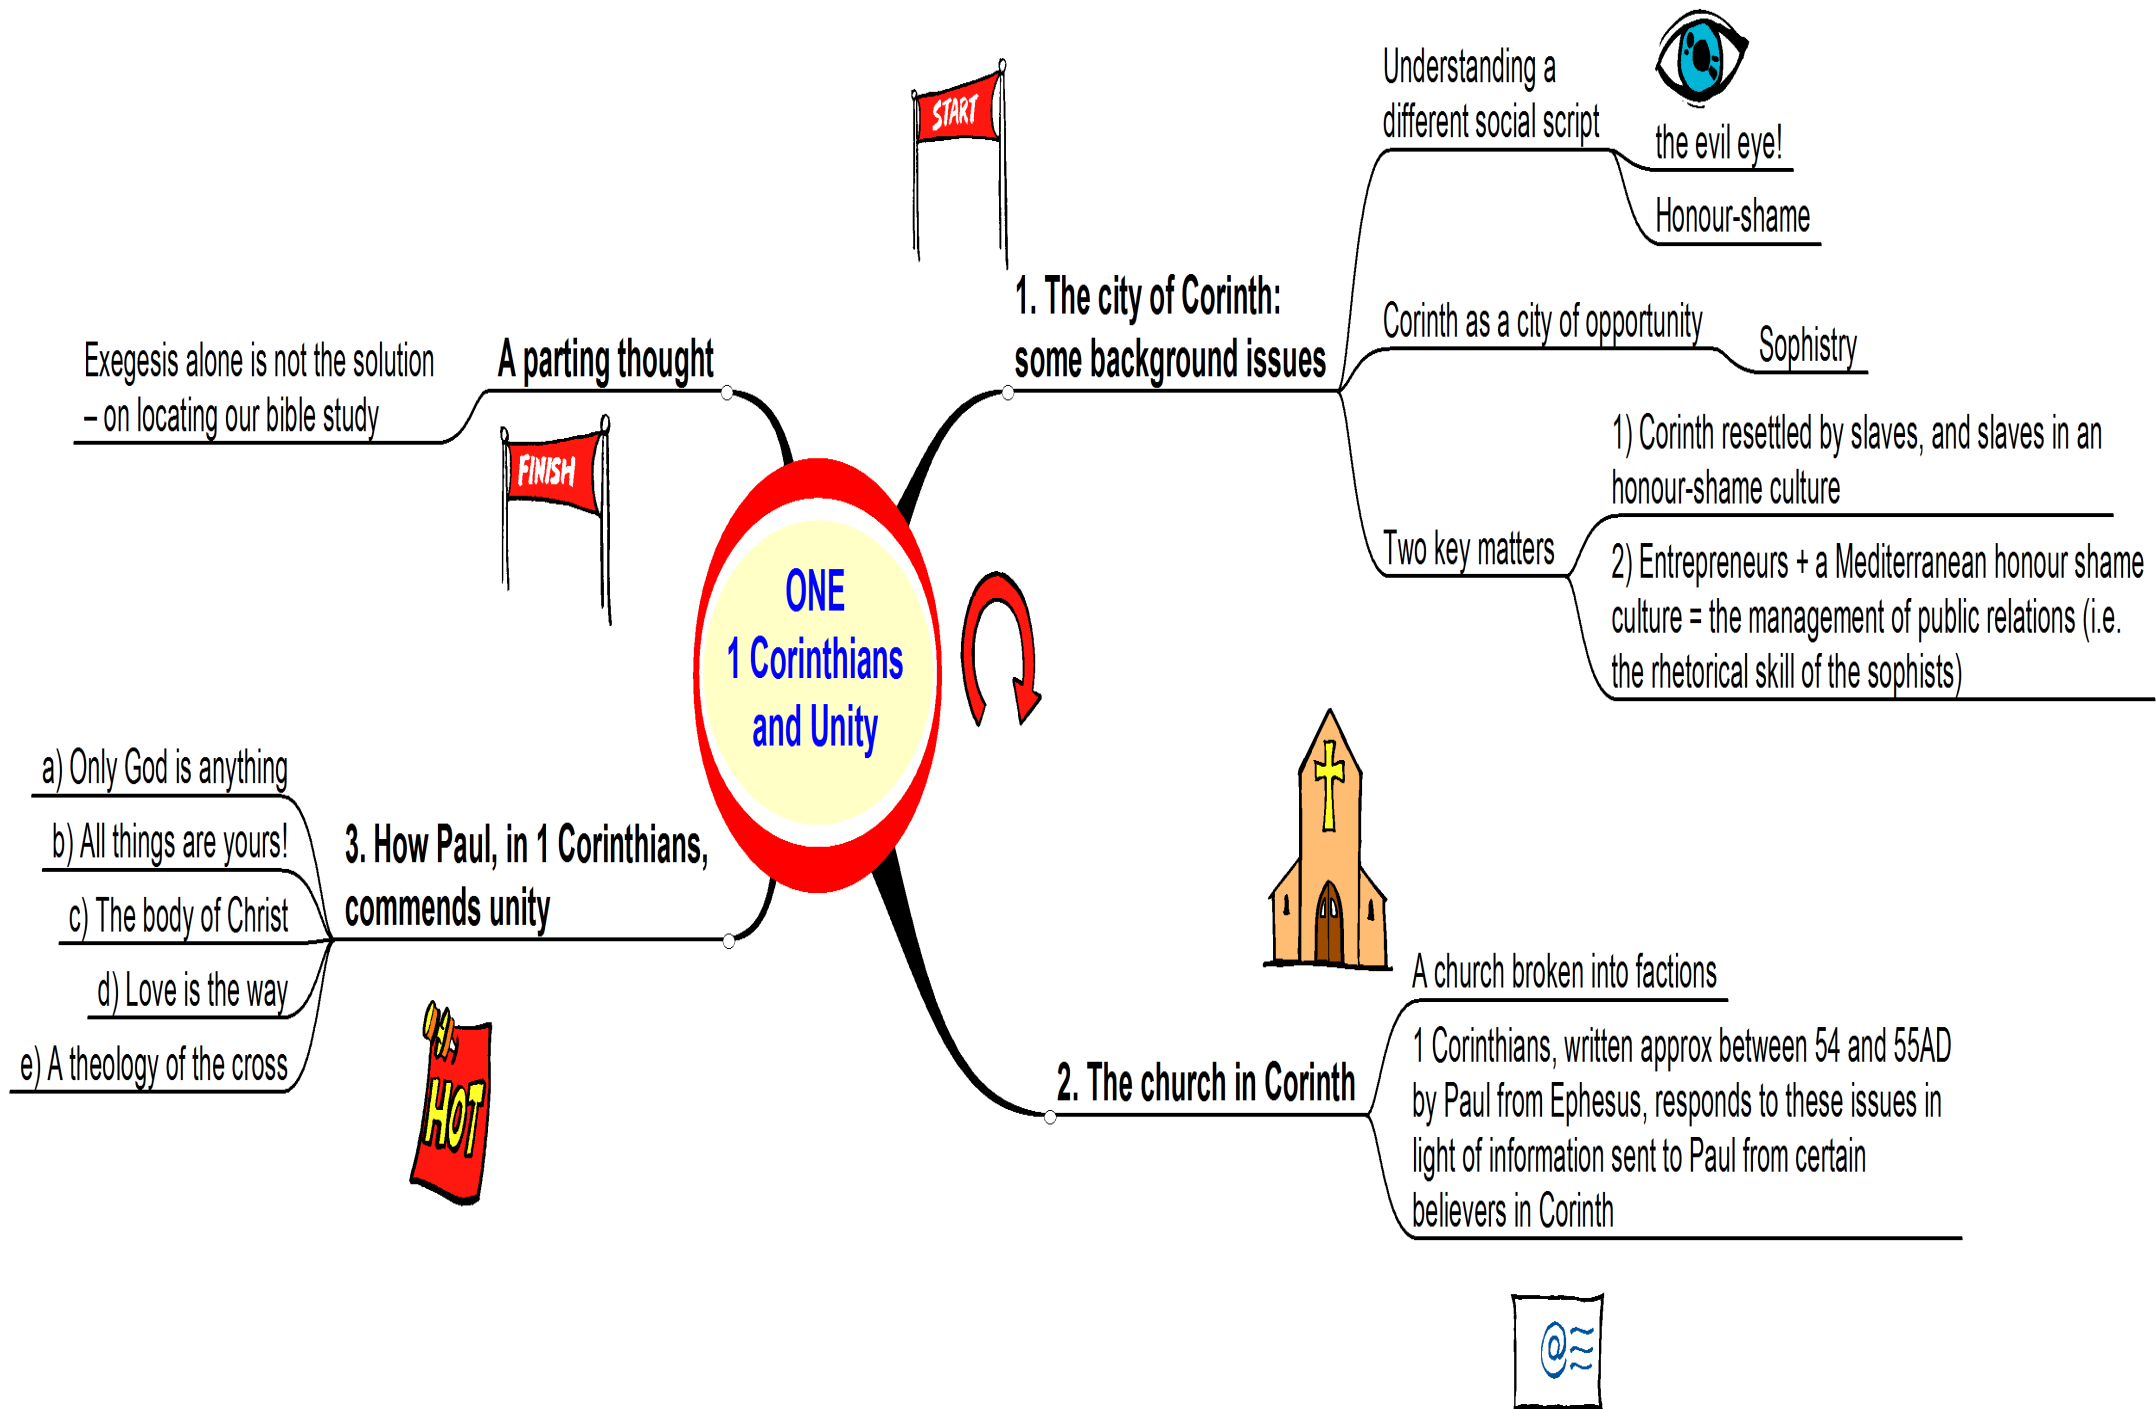 ONE
1 Corinthians
and Unity
START
1. The city of Corinth:
some background issues
Understanding a
different social script
the evil eye!
Honour-shame
Corinth as a city of opportunity
Sophistry
Two key matters
1) Corinth resettled by slaves, and slaves in an
honour-shame culture
2) Entrepreneurs + a Mediterranean honour shame
culture = the management of public relations (i.e.
the rhetorical skill of the sophists)
2. The church in Corinth
A church broken into factions
1 Corinthians, written approx between 54 and 55AD
by Paul from Ephesus, responds to these issues in
light of information sent to Paul from certain
believers in Corinth
@
3. How Paul, in 1 Corinthians,
commends unity
a) Only God is anything
b) All things are yours!
c) The body of Christ
d) Love is the way
e) A theology of the cross
HOT
A parting thought
Exegesis alone is not the solution
– on locating our bible study
FINISH